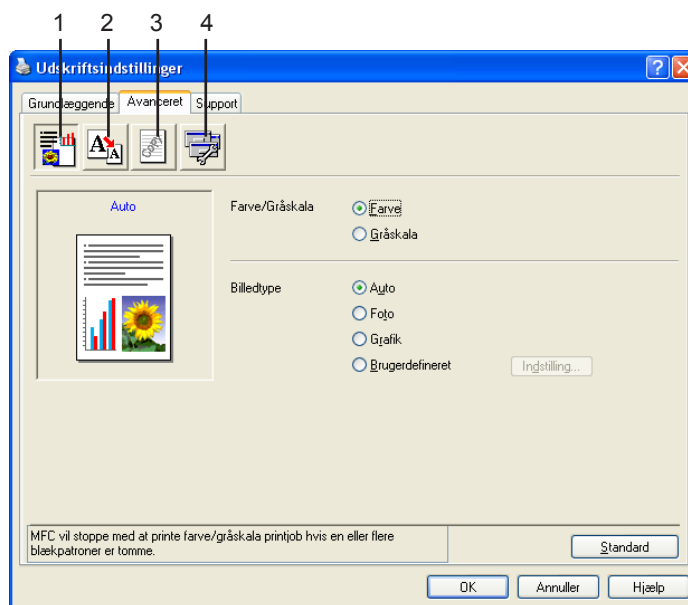 1 2 3 4
Udskriftsindstillinger
Grundlæggende Avanceret Support
A A
COPY
Auto
Farve/Gråskala
Farve
Gråskala
Billedtype
Auto
Foto
Grafik
Brugerdefineret
Indstilling...
MFC vil stoppe med at printe farve/gråskala printjob hvis en eller flere
blækpatroner er tomme.
Standard
OK Annuller Hjælp